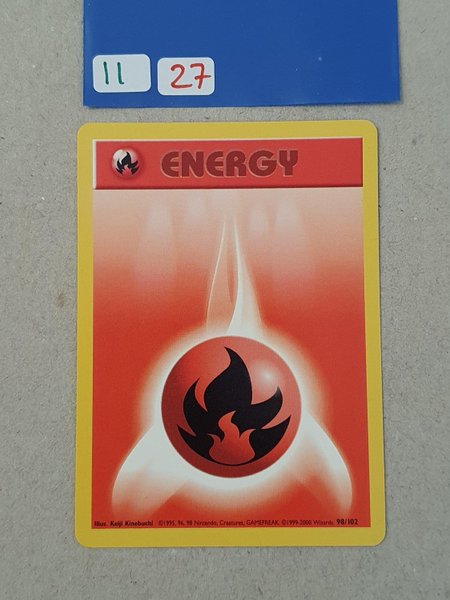 11 27
ENERGY
Illus. Keiji Kinebuchi ©1995, 96, 98 Nintendo, Creatures, GAMEFREAK. ©1999-2000 Wizards. 98/102